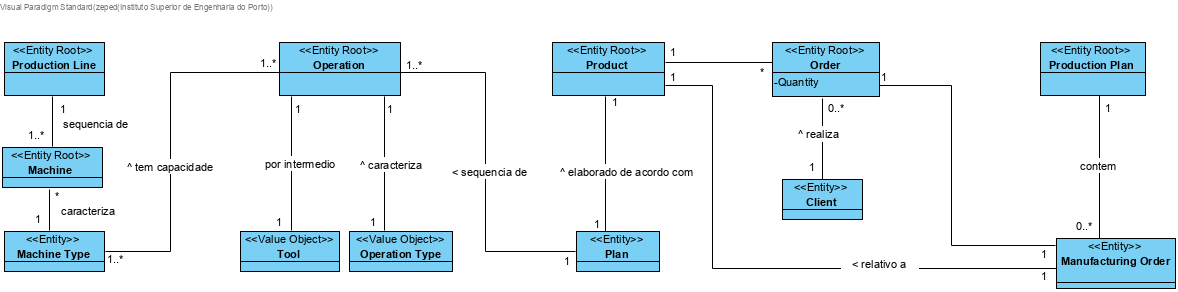 Visual Paradigm Standard(zeped(Instituto Superior de Engenharia do Porto))
<<Entity Root>>
Production Line
<<Entity Root>>
Operation
<<Entity Root>>
Product
<<Entity Root>>
Order
-Quantity
<<Entity Root>>
Production Plan
1
sequencia de
1..*
<<Entity Root>>
Machine
*
caracteriza
1
<<Entity>>
Machine Type
1..*
^ tem capacidade
1..*
1
por intermedio
1
<<Value Object>>
Tool
1
^ caracteriza
1
<<Value Object>>
Operation Type
1..*
< sequencia de
1
1
^ elaborado de acordo com
1
<<Entity>>
Plan
1
*
1
< relativo a
1
0..*
^ realiza
1
<<Entity>>
Client
1
1
1
contem
0..*
<<Entity>>
Manufacturing Order